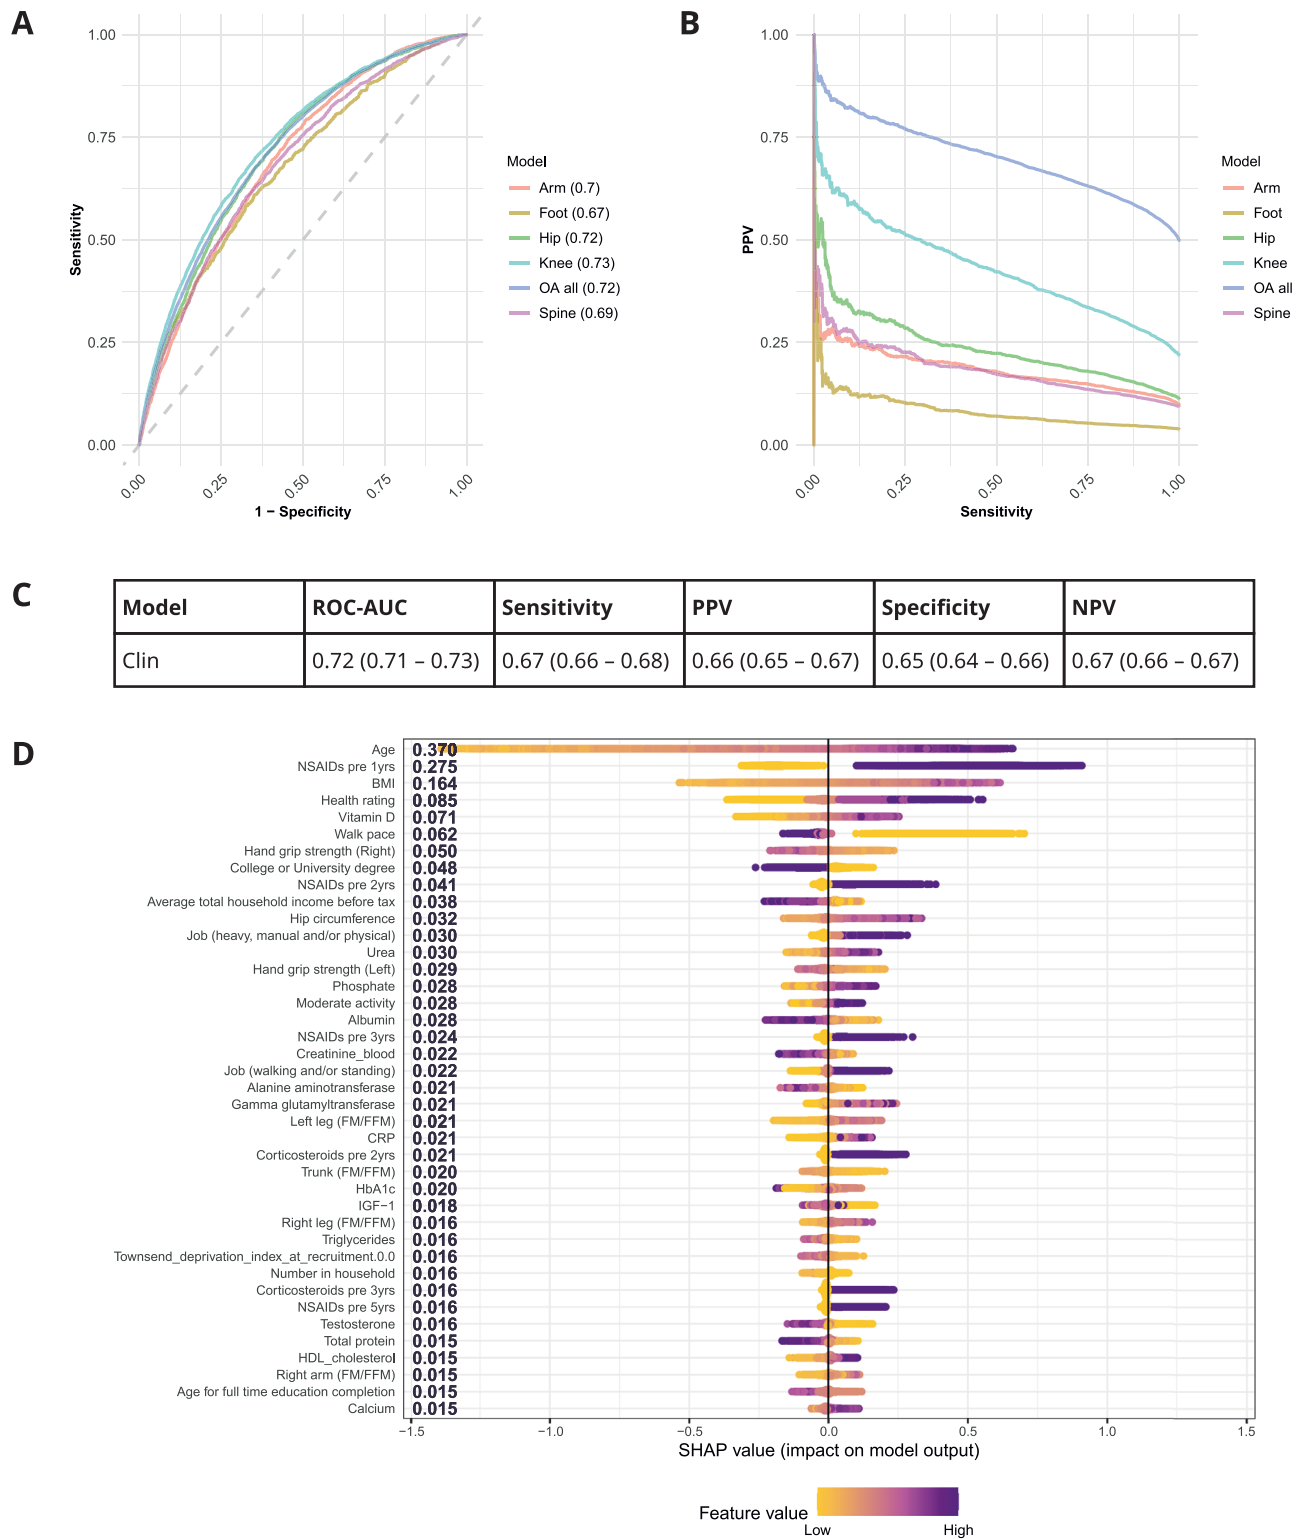 A
1.00
0.75
0.50
0.25
0.00
Sensitivity
0.00 0.25 0.50 0.75 1.00
1 − Specificity
Model
Arm (0.7)
Foot (0.67)
Hip (0.72)
Knee (0.73)
OA all (0.72)
Spine (0.69)
B
1.00
0.75
0.50
0.25
0.00
PPV
0.00 0.25 0.50 0.75 1.00
Sensitivity
Model
Arm
Foot
Hip
Knee
OA all
Spine
C
Model ROC-AUC Sensitivity PPV Specificity NPV
Clin 0.72 (0.71 – 0.73) 0.67 (0.66 – 0.68) 0.66 (0.65 – 0.67) 0.65 (0.64 – 0.66) 0.67 (0.66 – 0.67)
D
Age 0.370
NSAIDs pre 1yrs 0.275
BMI 0.164
Health rating 0.085
Vitamin D 0.071
Walk pace 0.062
Hand grip strength (Right) 0.050
College or University degree 0.048
NSAIDs pre 2yrs 0.041
Average total household income before tax 0.038
Hip circumference 0.032
Job (heavy, manual and/or physical) 0.030
Urea 0.030
Hand grip strength (Left) 0.029
Phosphate 0.028
Moderate activity 0.028
Albumin 0.028
NSAIDs pre 3yrs 0.024
Creatinine_blood 0.022
Job (walking and/or standing) 0.022
Alanine aminotransferase 0.021
Gamma glutamyltransferase 0.021
Left leg (FM/FFM) 0.021
CRP 0.021
Corticosteroids pre 2yrs 0.021
Trunk (FM/FFM) 0.020
HbA1c 0.020
IGF−1 0.018
Right leg (FM/FFM) 0.016
Triglycerides 0.016
Townsend_deprivation_index_at_recruitment.0.0 0.016
Number in household 0.016
Corticosteroids pre 3yrs 0.016
NSAIDs pre 5yrs 0.016
Testosterone 0.016
Total protein 0.015
HDL_cholesterol 0.015
Right arm (FM/FFM) 0.015
Age for full time education completion 0.015
Calcium 0.015
−1.5 −1.0 −0.5 0.0 0.5 1.0 1.5
SHAP value (impact on model output)
Feature value
Low High